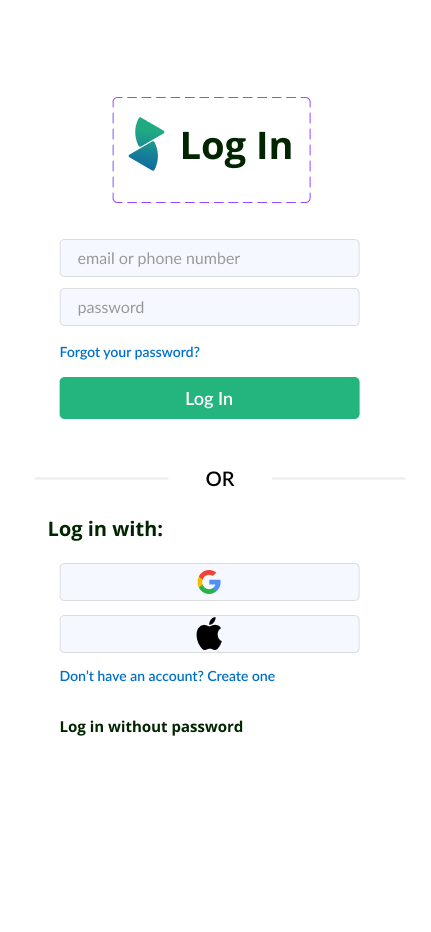 Log In
email or phone number
password
Forgot your password?
Log In
OR
Log in with:
Don’t have an account? Create one
Log in without password